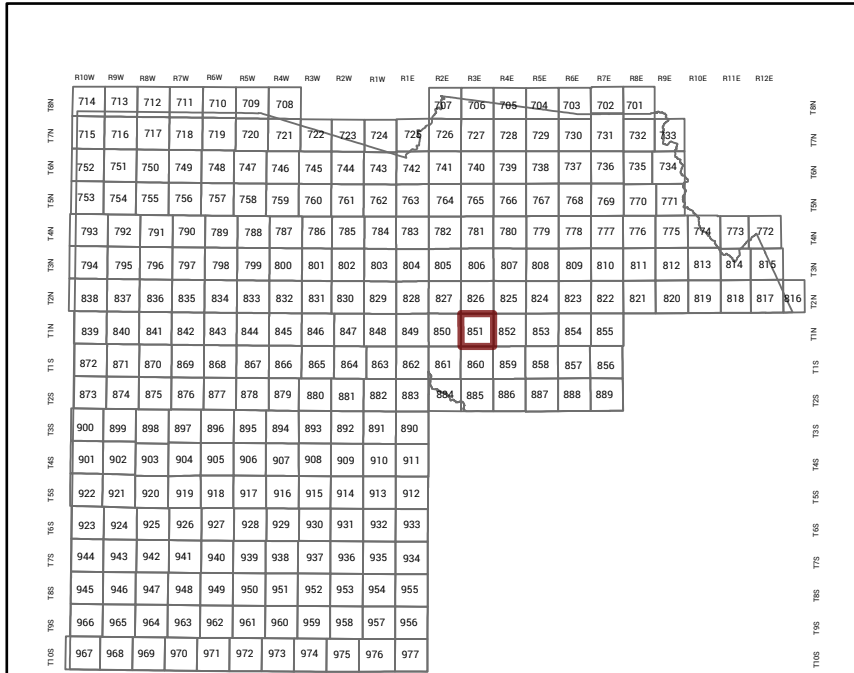 R10W R9W R8W R7W R6W R5W R4W R3W R2W R1W R1E R2E R3E R4E R5E R6E R7E R8E R9E R10E R11E R12E
T8N 714 713 712 711 710 709 708 707 706 705 704 703 702 701 T8N
T7N 715 716 717 718 719 720 721 722 723 724 725 726 727 728 729 730 731 732 733 T7N
T6N 752 751 750 749 748 747 746 745 744 743 742 741 740 739 738 737 736 735 734 T6N
T5N 753 754 755 756 757 758 759 760 761 762 763 764 765 766 767 768 769 770 771 T5N
T4N 793 792 791 790 789 788 787 786 785 784 783 782 781 780 779 778 777 776 775 774 773 772 T4N
T3N 794 795 796 797 798 799 800 801 802 803 804 805 806 807 808 809 810 811 812 813 814 815 T3N
T2N 838 837 836 835 834 833 832 831 830 829 828 827 826 825 824 823 822 821 820 819 818 817 816 T2N
T1N 839 840 841 842 843 844 845 846 847 848 849 850 851 852 853 854 855 T1N
T1S 872 871 870 869 868 867 866 865 864 863 862 861 860 859 858 857 856 T1S
T2S 873 874 875 876 877 878 879 880 881 882 883 884 885 886 887 888 889 T2S
T3S 900 899 898 897 896 895 894 893 892 891 890 T3S
T4S 901 902 903 904 905 906 907 908 909 910 911 T4S
T5S 922 921 920 919 918 917 916 915 914 913 912 T5S
T6S 923 924 925 926 927 928 929 930 931 932 933 T6S
T7S 944 943 942 941 940 939 938 937 936 935 934 T7S
T8S 945 946 947 948 949 950 951 952 953 954 955 T8S
T9S 966 965 964 963 962 961 960 959 958 957 956 T9S
T10S 967 968 969 970 971 972 973 974 975 976 977 T10S